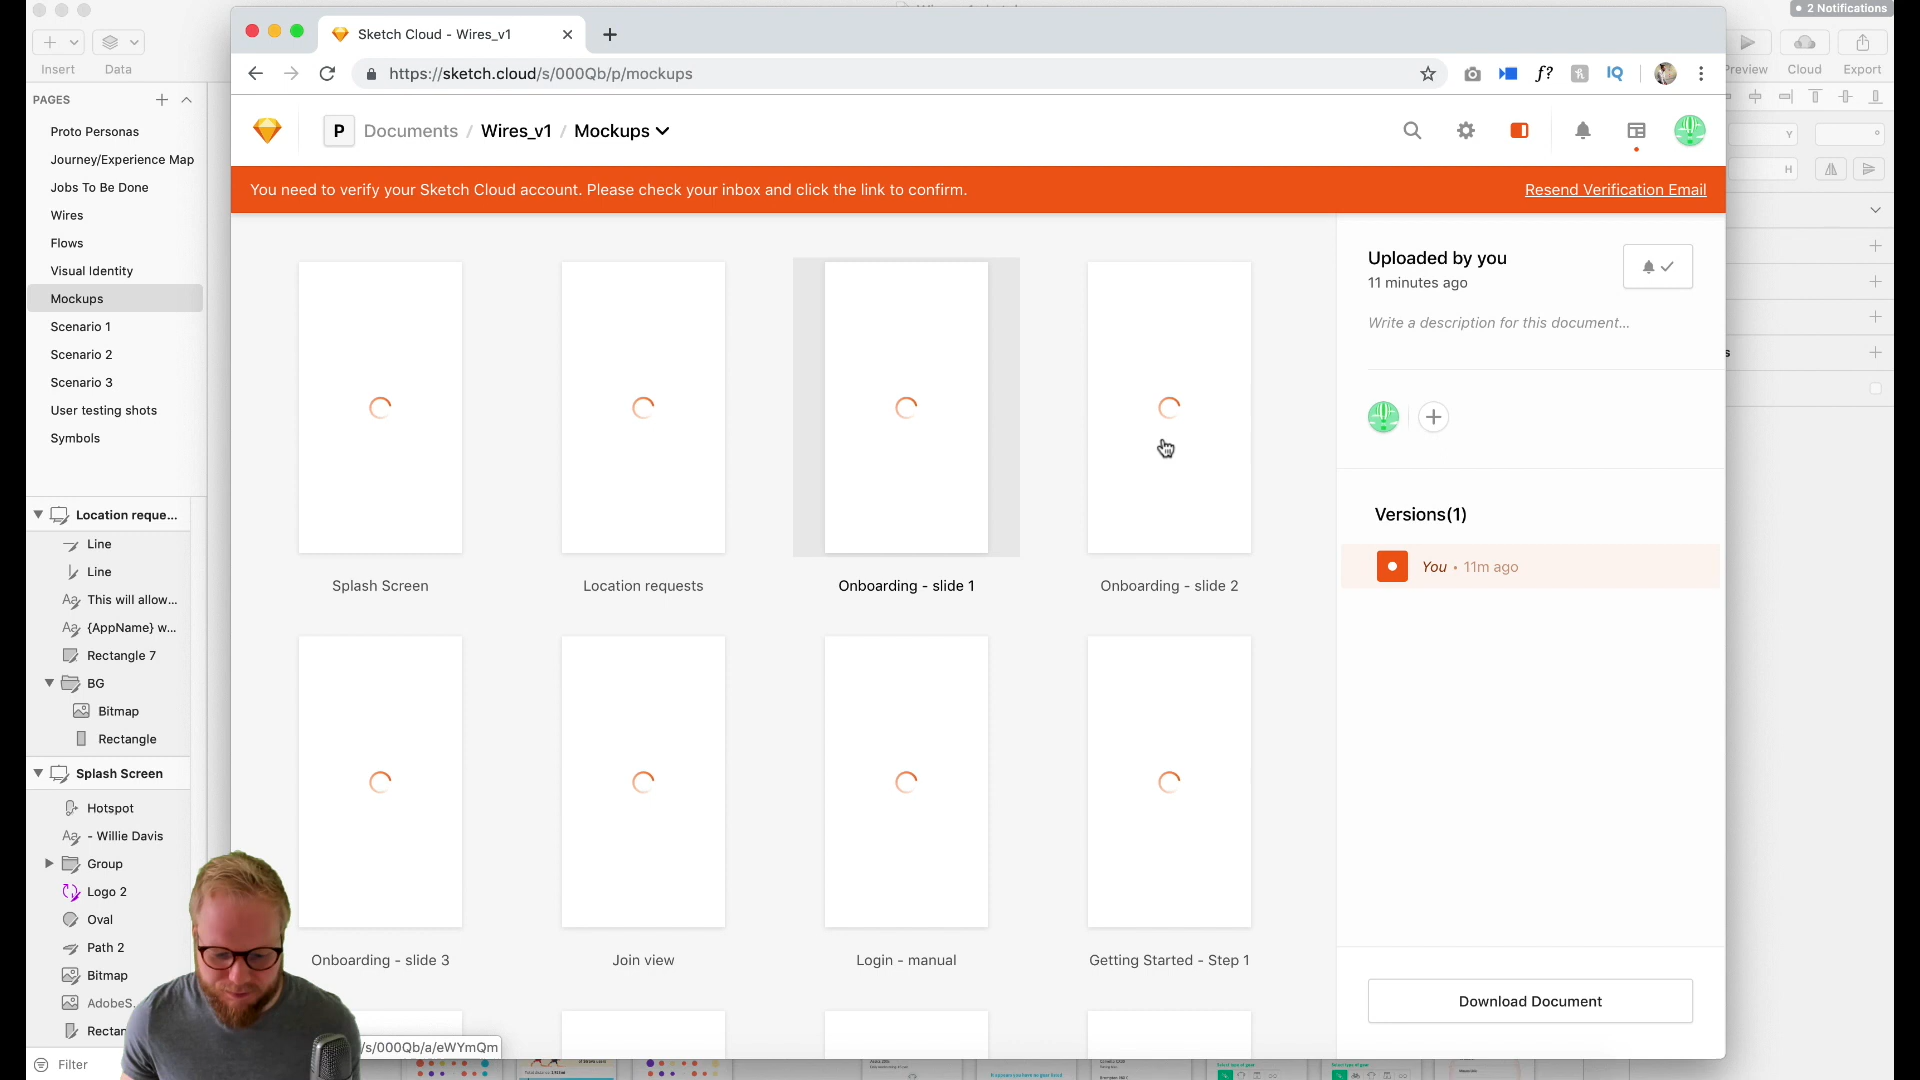 2 Notifications
Insert
Data
Preview
Cloud
Export
Sketch Cloud - Wires_v1
https://sketch.cloud/s/000Qb/p/mockups
f?
IQ
P Documents / Wires_v1 / Mockups
You need to verify your Sketch Cloud account. Please check your inbox and click the link to confirm.
Resend Verification Email
PAGES
Proto Personas
Journey/Experience Map
Jobs To Be Done
Wires
Flows
Visual Identity
Mockups
Scenario 1
Scenario 2
Scenario 3
User testing shots
Symbols
Location reque...
Line
Line
Aa This will allow...
Aa {AppName} w...
Rectangle 7
BG
Bitmap
Rectangle
Splash Screen
Hotspot
Aa - Willie Davis
Group
Logo 2
Oval
Path 2
Bitmap
AdobeS.
Rectan
Filter
Splash Screen
Location requests
Onboarding - slide 1
Onboarding - slide 2
Onboarding - slide 3
Join view
Login - manual
Getting Started - Step 1
/s/000Qb/a/eWYmQm
Uploaded by you
11 minutes ago
Write a description for this document...
Versions(1)
You • 11m ago
Download Document
Y
H